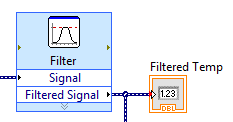 Filter
Signal
Filtered Signal
Filtered Temp
1.23
DBL